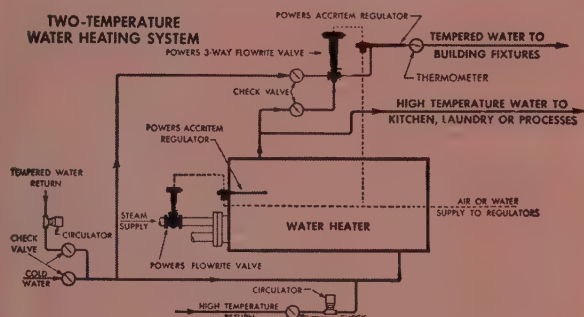 TWO-TEMPERATURE
WATER HEATING SYSTEM
POWERS ACCRITEM REGULATOR
POWERS 3-WAY FLOWRITE VALVE
TEMPERED WATER TO
BUILDING FIXTURES
THERMOMETER
CHECK VALVE
HIGH TEMPERATURE WATER TO
KITCHEN, LAUNDRY OR PROCESSES
POWERS ACCRITEM
REGULATOR
TEMPERED WATER
RETURN
CIRCULATOR
STEAM
SUPPLY
WATER HEATER
AIR OR WATER
SUPPLY TO REGULATORS
CHECK
VALVE
COLD
WATER
POWERS FLOWRITE VALVE
CIRCULATOR
HIGH TEMPERATURE
RETURN
CHECK